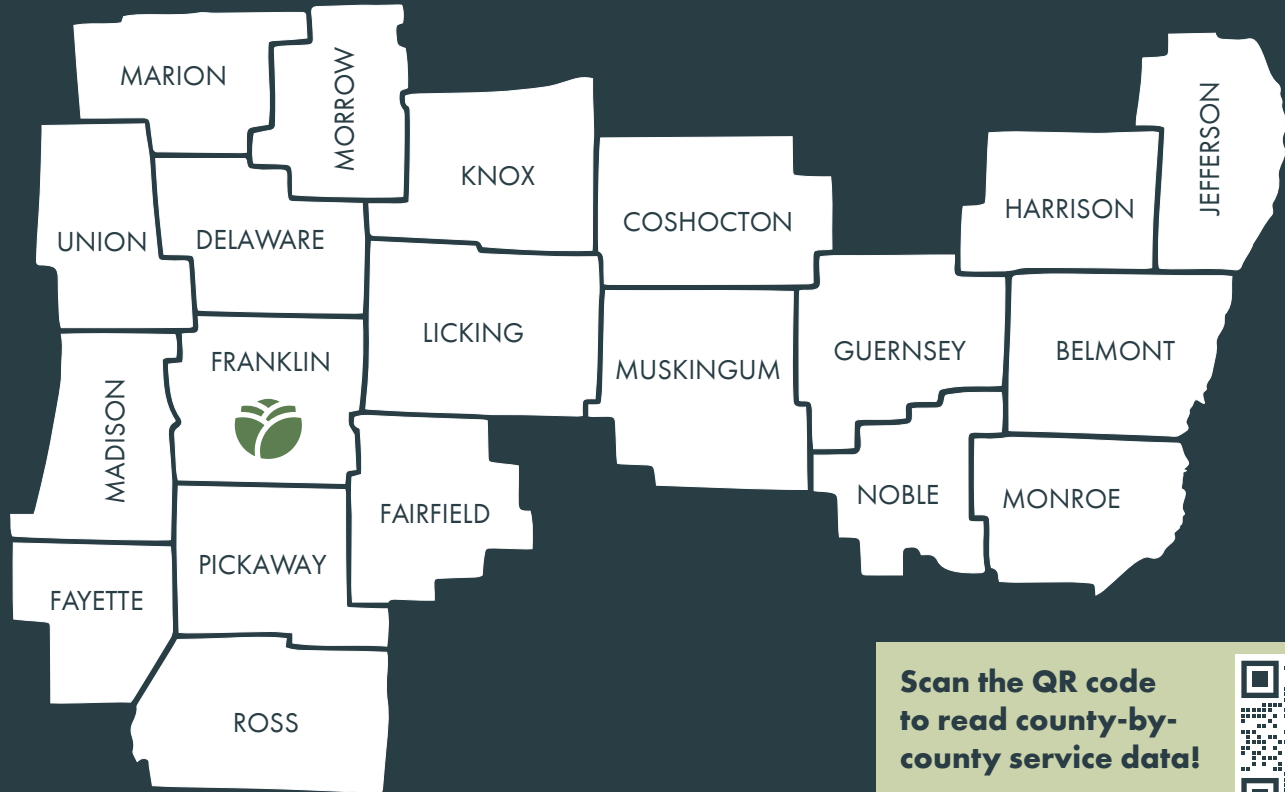 MARION
MORROW
KNOX
COSHOCTON
JEFFERSON
HARRISON
UNION
DELAWARE
LICKING
MUSKINGUM
GUERNSEY
BELMONT
FRANKLIN
MADISON
FAIRFIELD
NOBLE
MONROE
PICKAWAY
FAYETTE
ROSS
Scan the QR code
to read county-by-
county service data!